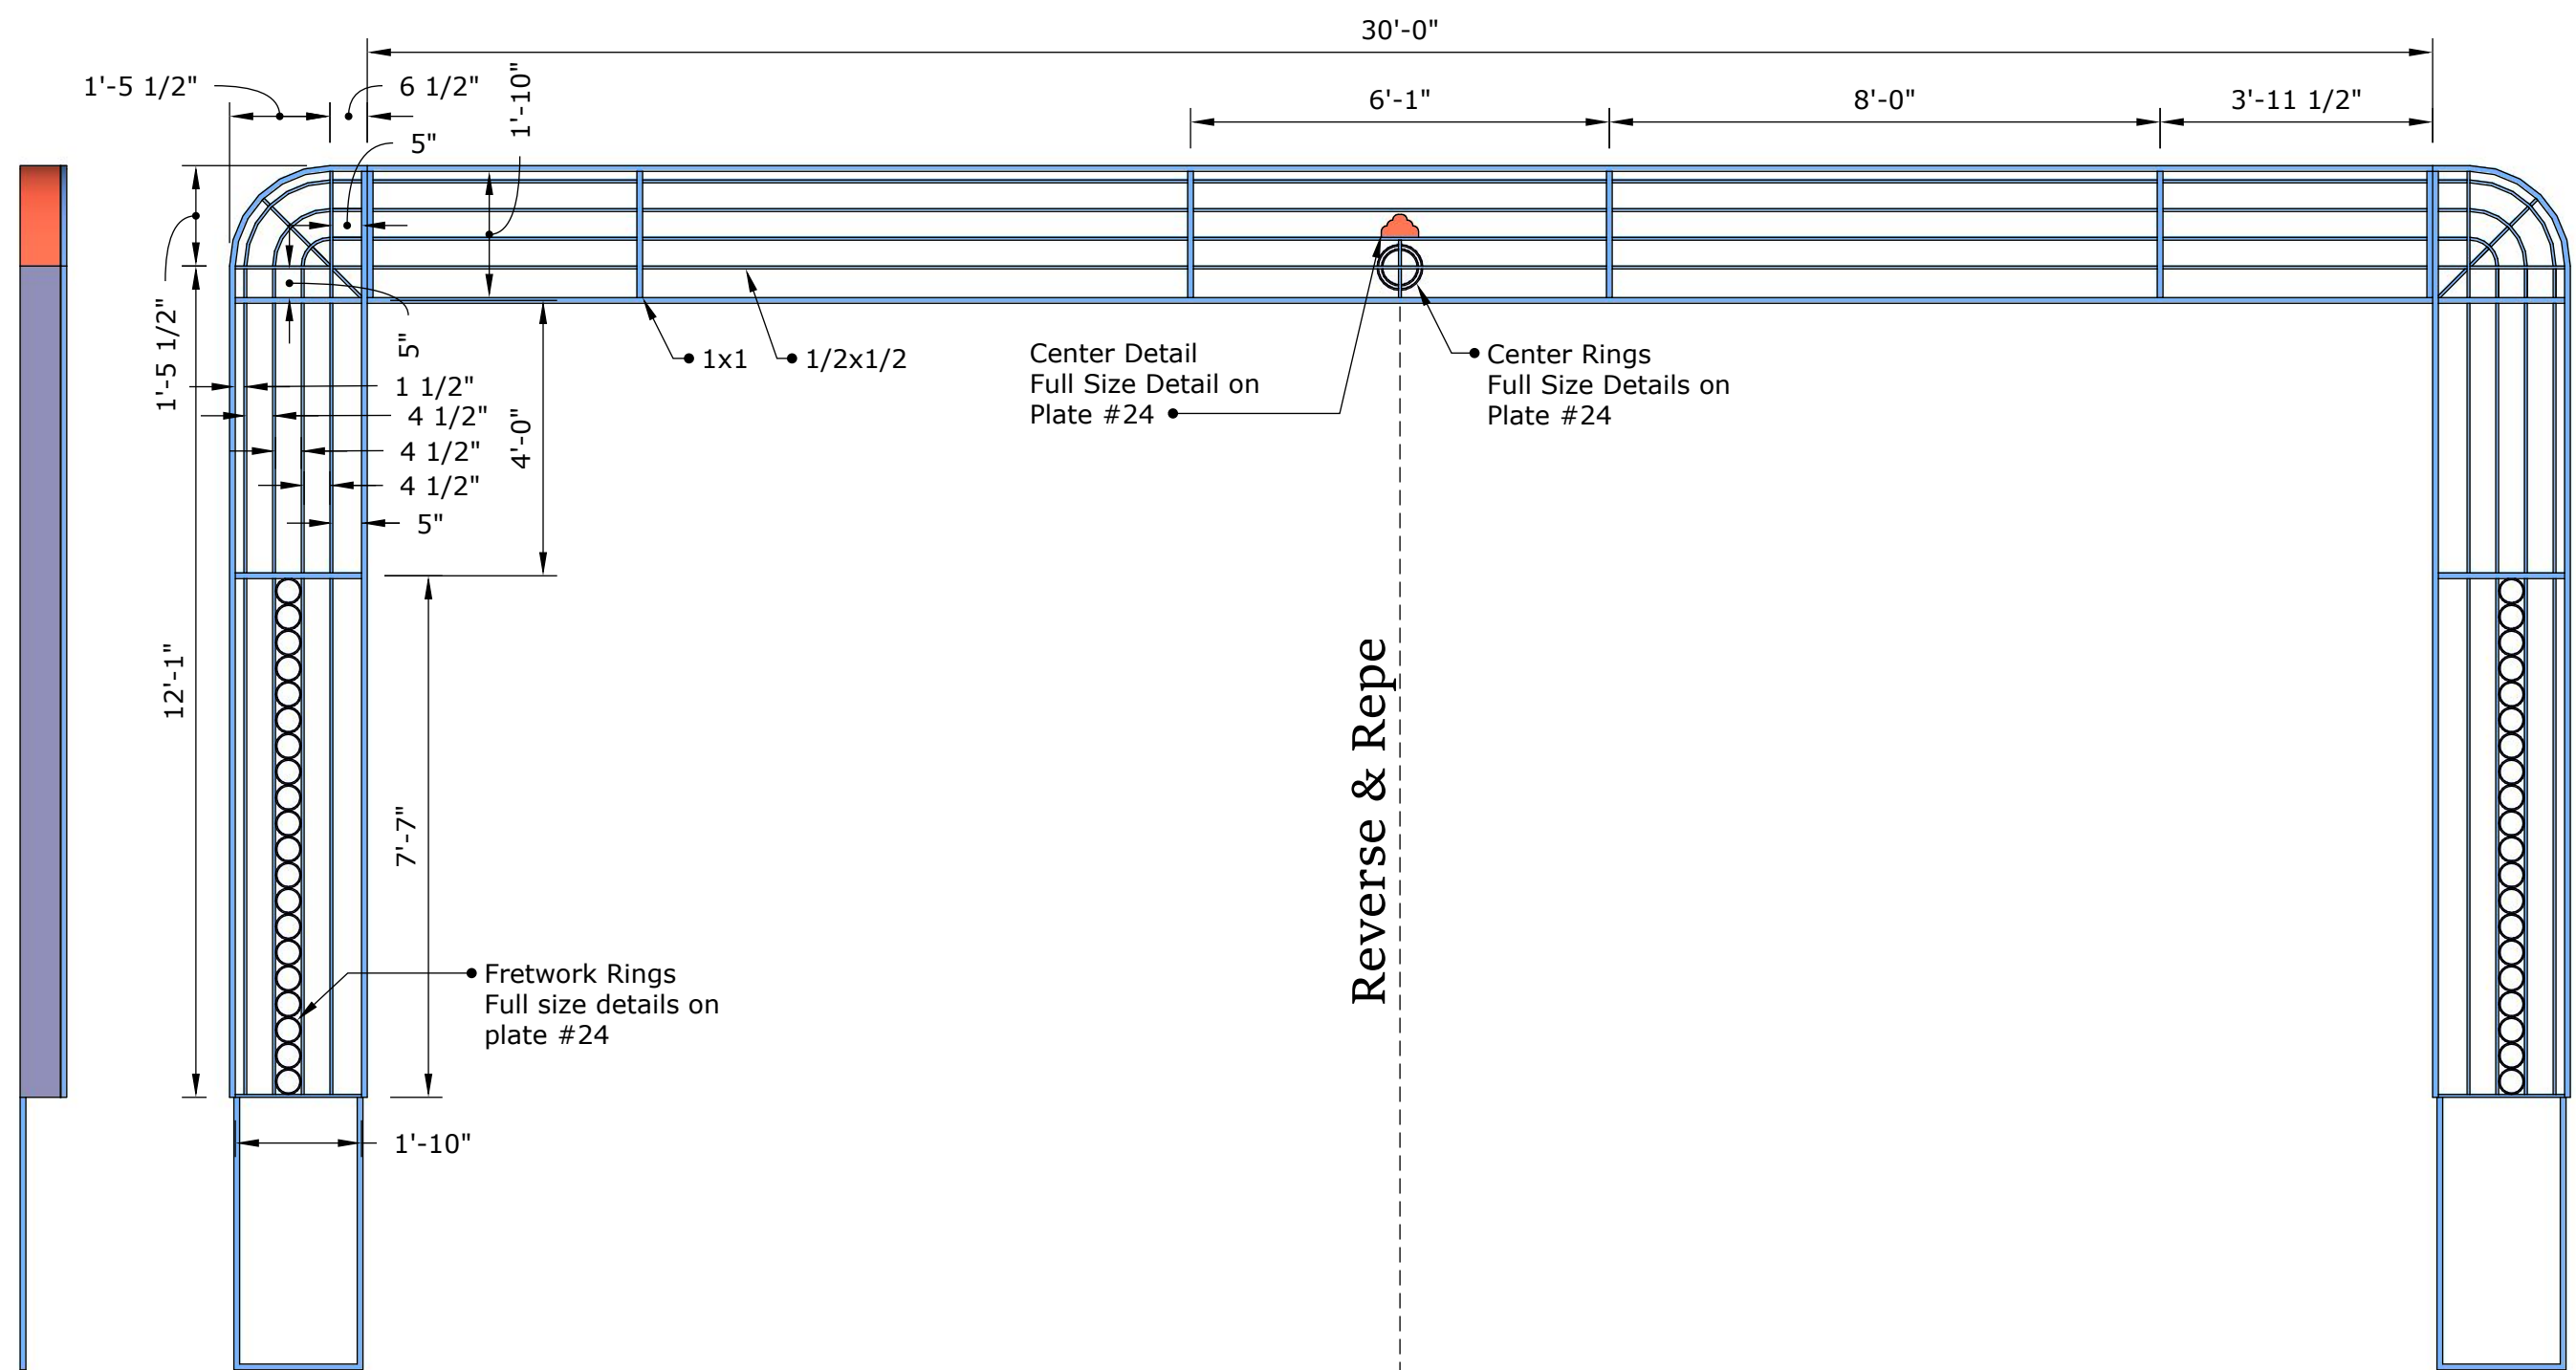 30'-0"
1'-5 1/2"
6 1/2"
1'-10"
6'-1"
8'-0"
3'-11 1/2"
5"
1'-5 1/2"
5"
1x1
1/2x1/2
Center Detail
Full Size Detail on
Plate #24
Center Rings
Full Size Details on
Plate #24
1 1/2"
4 1/2"
4 1/2"
4 1/2"
5"
4'-0"
12'-1"
7'-7"
Reverse & Repe
Fretwork Rings
Full size details on
plate #24
1'-10"